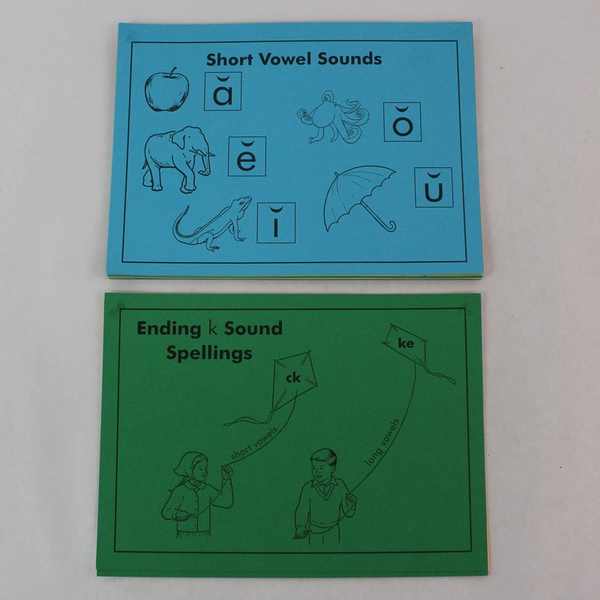 Short Vowel Sounds
ă
ŏ
ĕ
ŭ
ĭ
Ending k Sound
Spellings
ck
ke
short vowels
long vowels